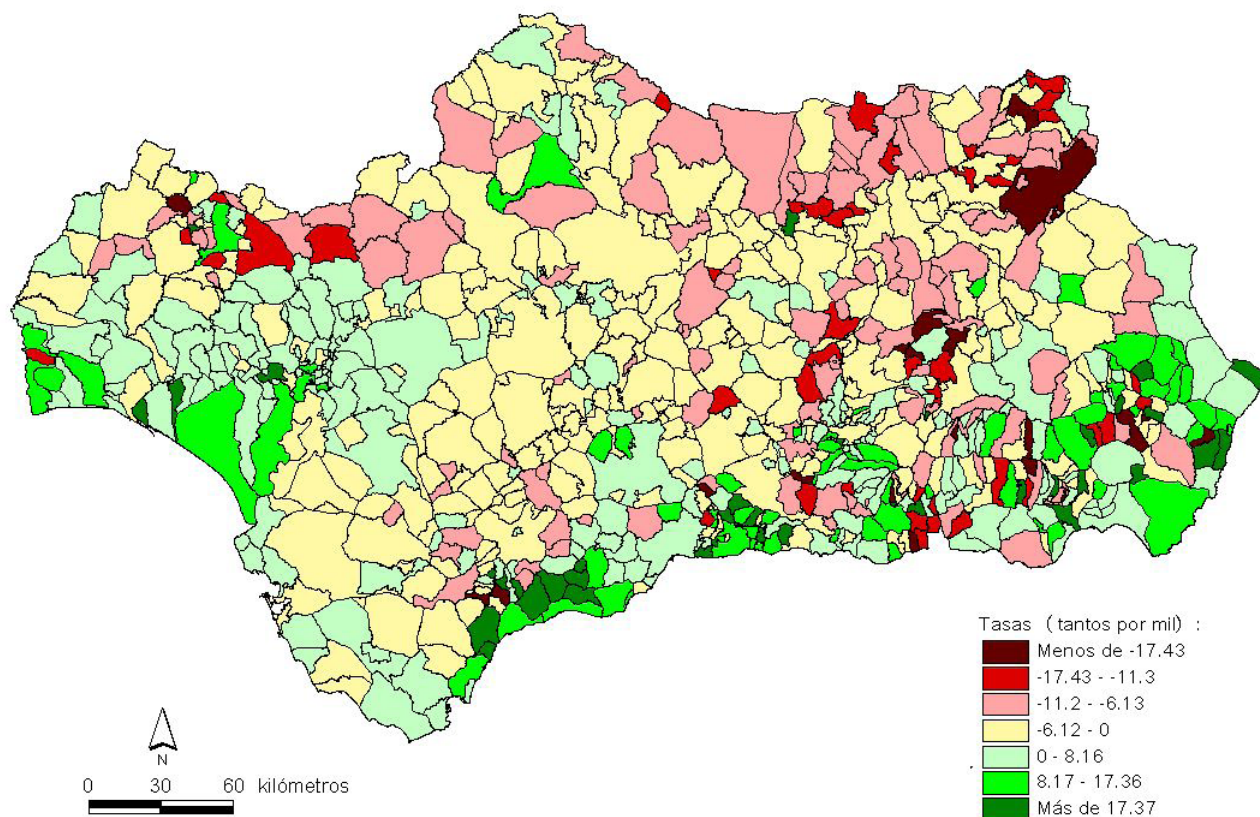 Tasas (tantos por mil) :
Menos de -17.43
-17.43 - -11.3
-11.2 - -6.13
-6.12 - 0
0 - 8.16
8.17 - 17.36
Más de 17.37
N
0 30 60 kilómetros